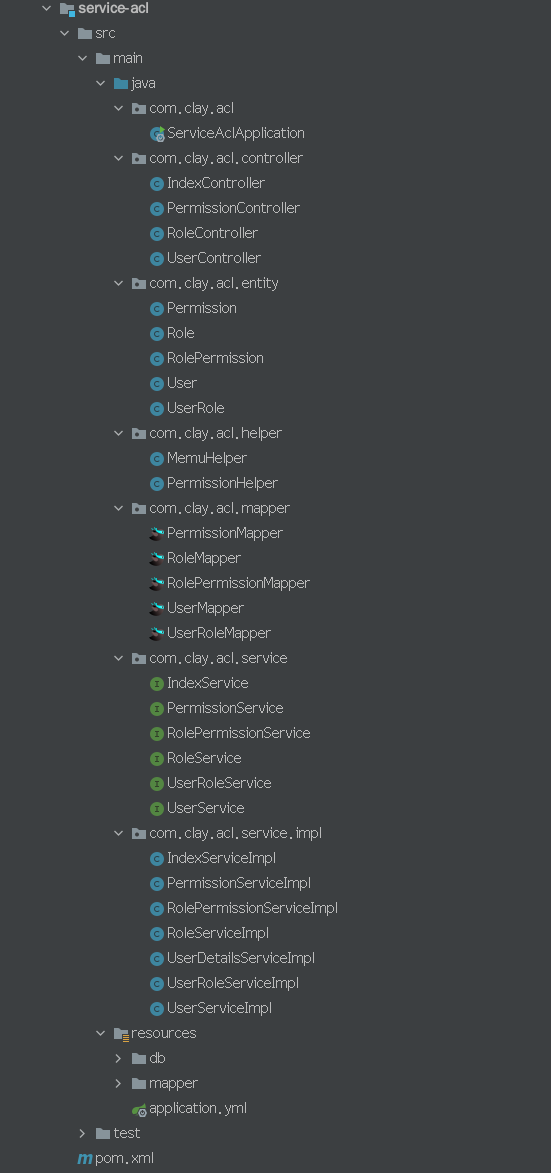 service-acl
src
main
java
com.clay.acl
ServiceAclApplication
com.clay.acl.controller
IndexController
PermissionController
RoleController
UserController
com.clay.acl.entity
Permission
Role
RolePermission
User
UserRole
com.clay.acl.helper
MemuHelper
PermissionHelper
com.clay.acl.mapper
PermissionMapper
RoleMapper
RolePermissionMapper
UserMapper
UserRoleMapper
com.clay.acl.service
IndexService
PermissionService
RolePermissionService
RoleService
UserRoleService
UserService
com.clay.acl.service.impl
IndexServiceImpl
PermissionServiceImpl
RolePermissionServiceImpl
RoleServiceImpl
UserDetailsServiceImpl
UserRoleServiceImpl
UserServiceImpl
resources
db
mapper
application.yml
test
pom.xml